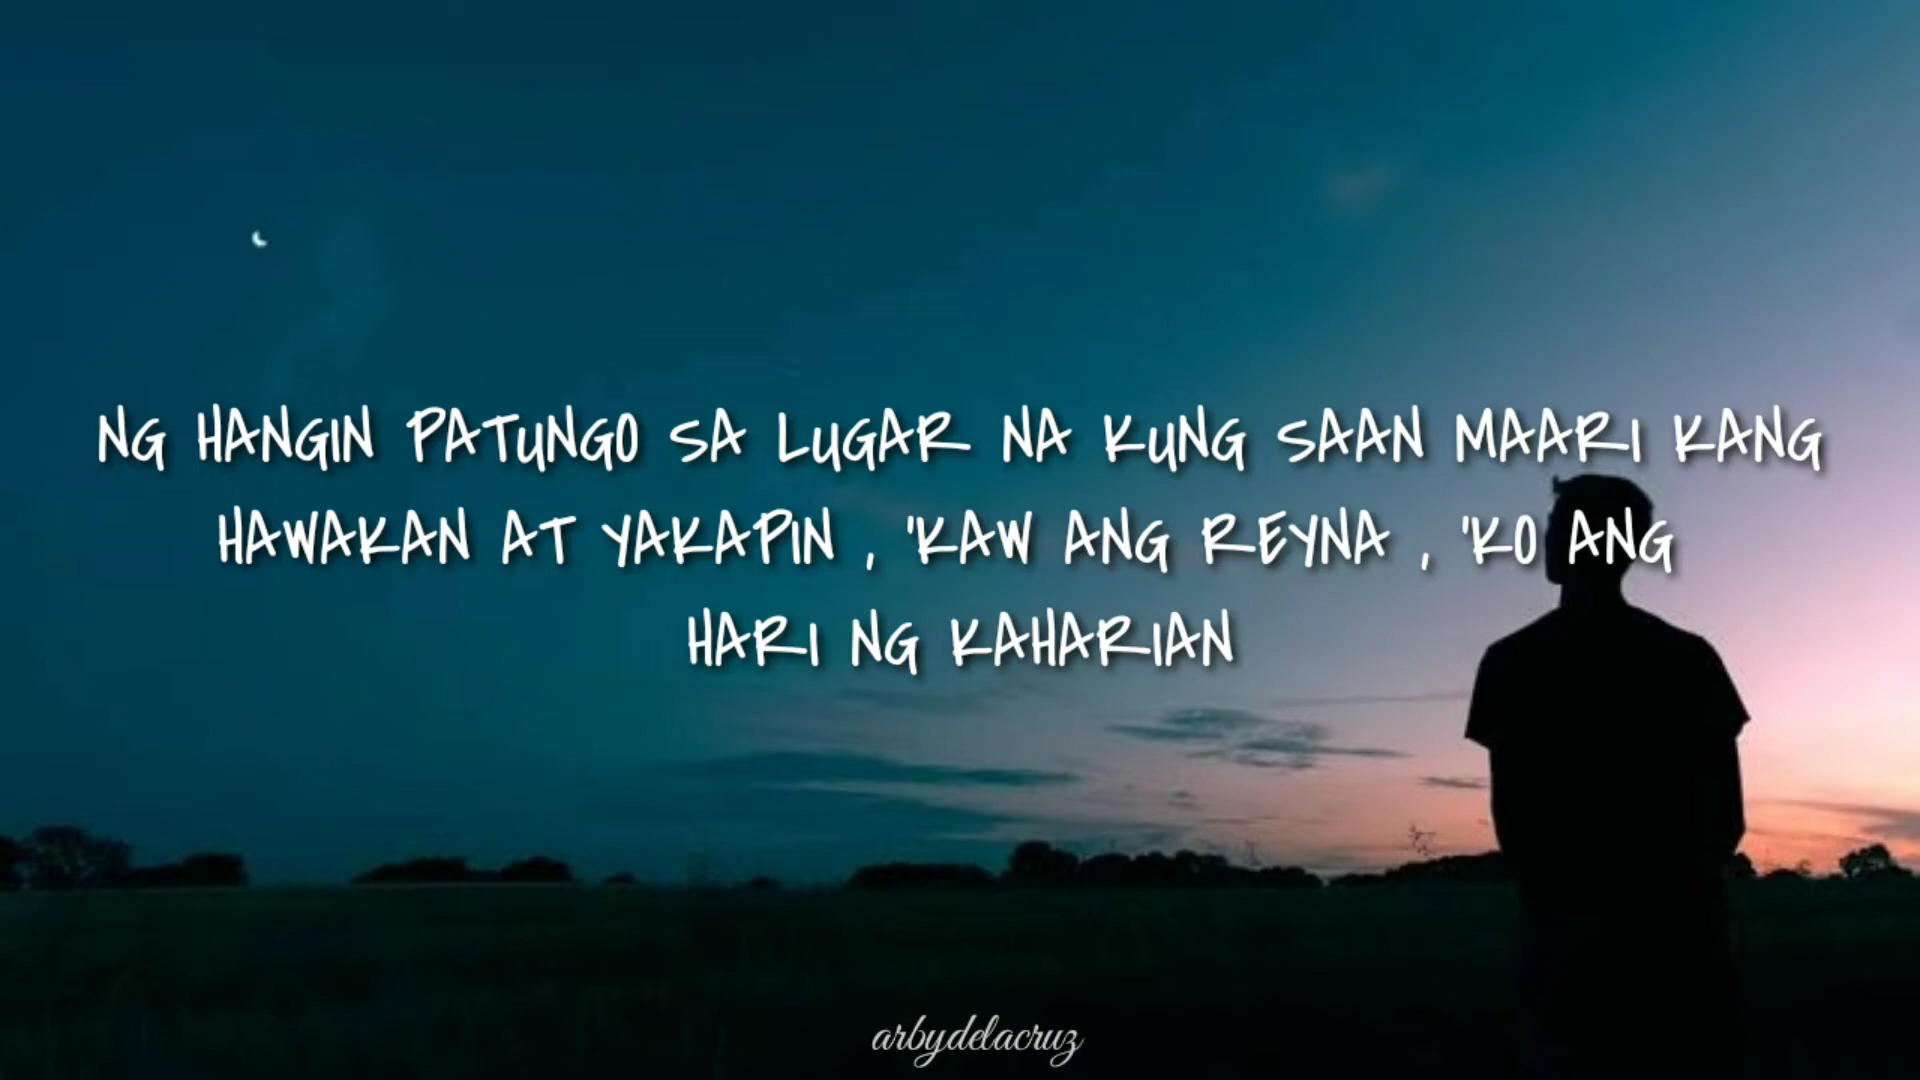 NG HANGIN PATUNGO SA LUGAR NA KUNG SAAN MAARI KANG
HAWAKAN AT YAKAPIN , 'KAW ANG REYNA , 'KO ANG
HARI NG KAHARIAN
arbydelacruz